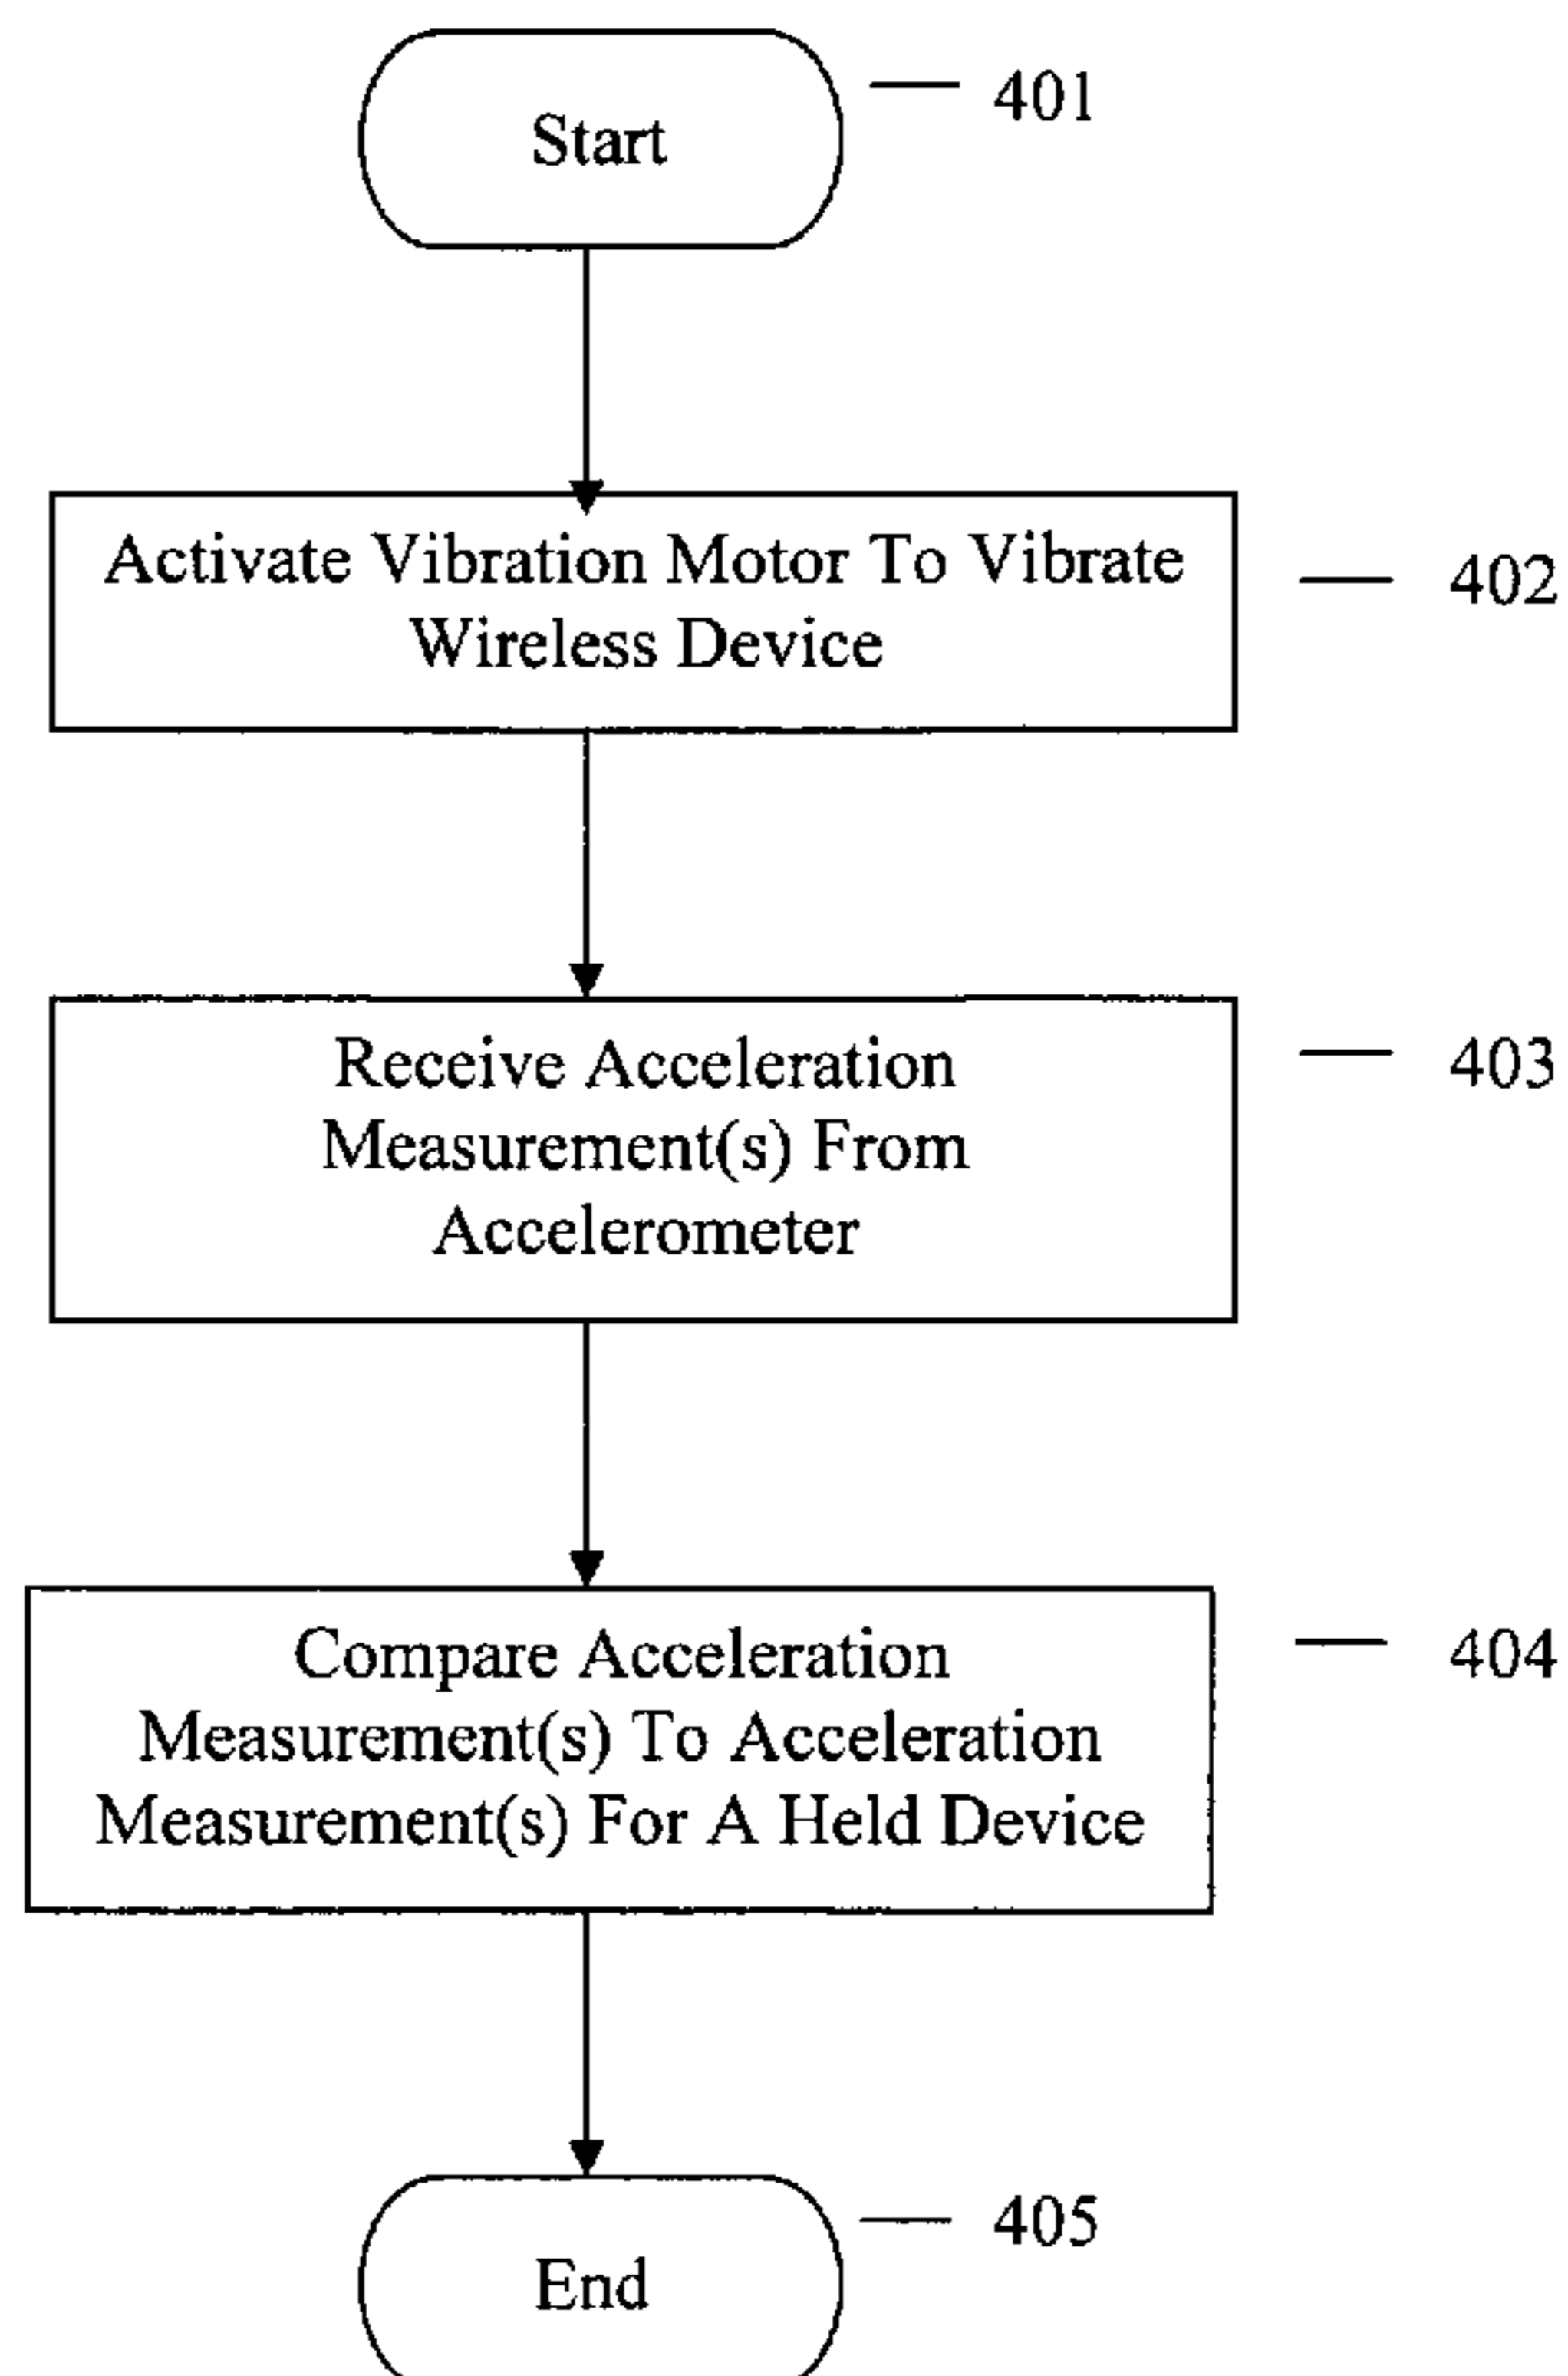 Start
401
Activate Vibration Motor To Vibrate
Wireless Device
402
Receive Acceleration
Measurement(s) From
Accelerometer
403
Compare Acceleration
Measurement(s) To Acceleration
Measurement(s) For A Held Device
404
End
405